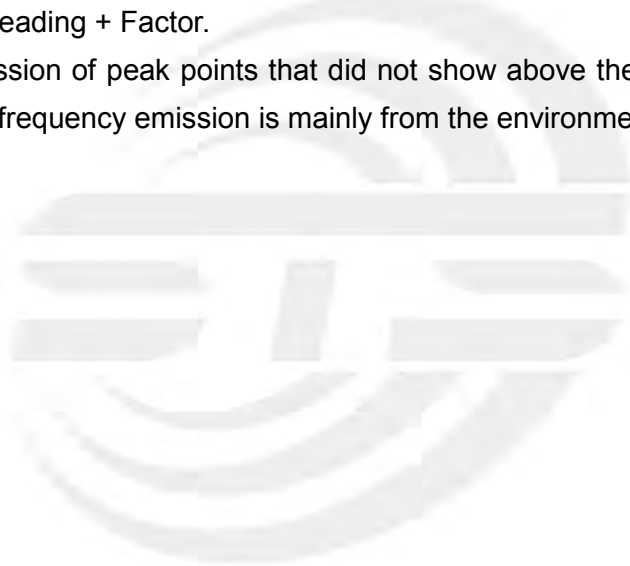 eading + Factor.
ssion of peak points that did not show above the
frequency emission is mainly from the environme